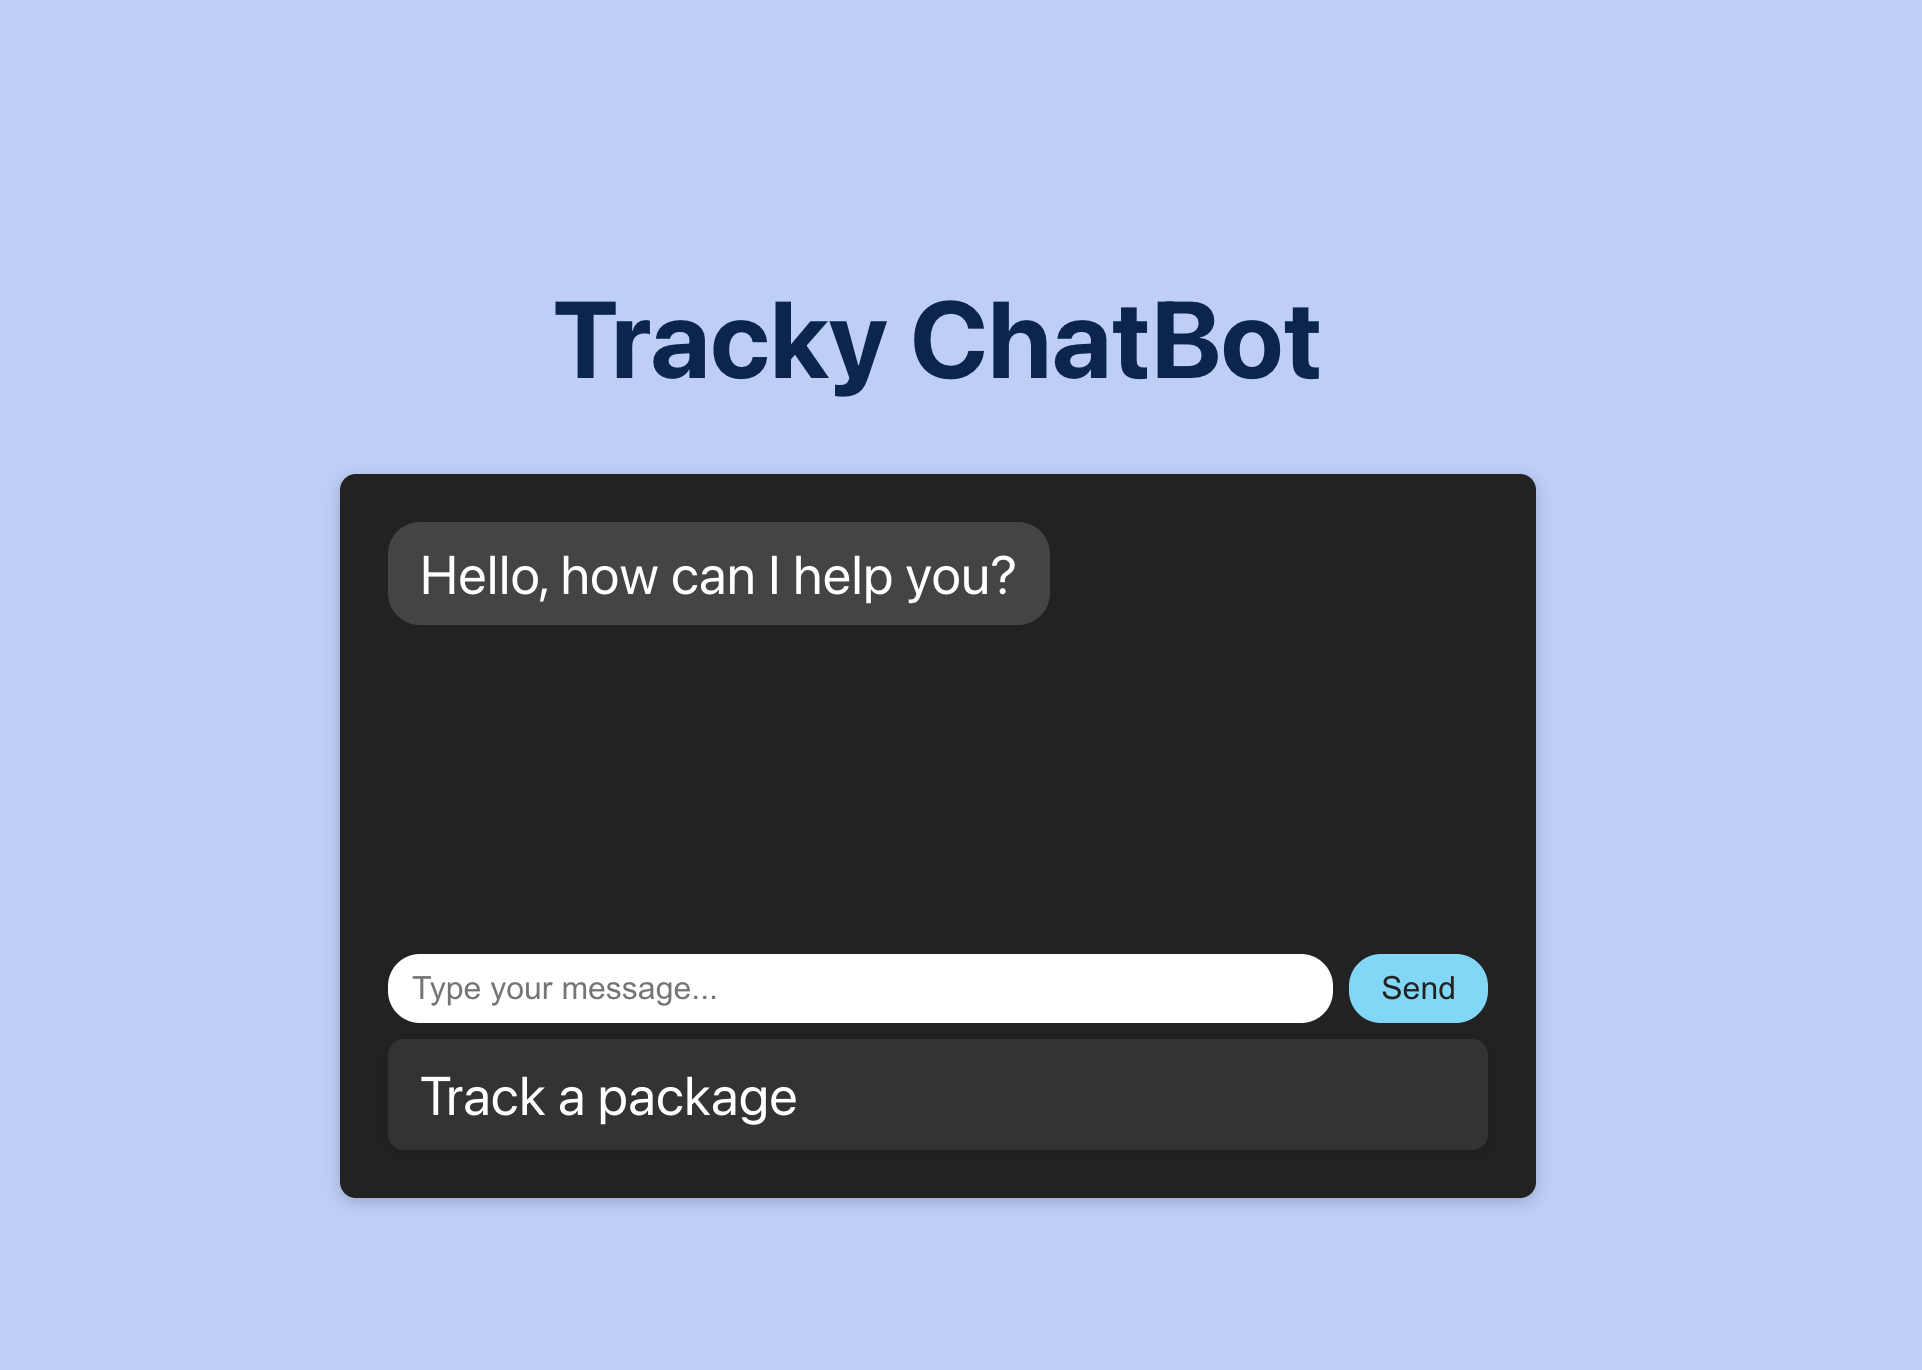 Tracky ChatBot
Hello, how can I help you?
Type your message...
Send
Track a package